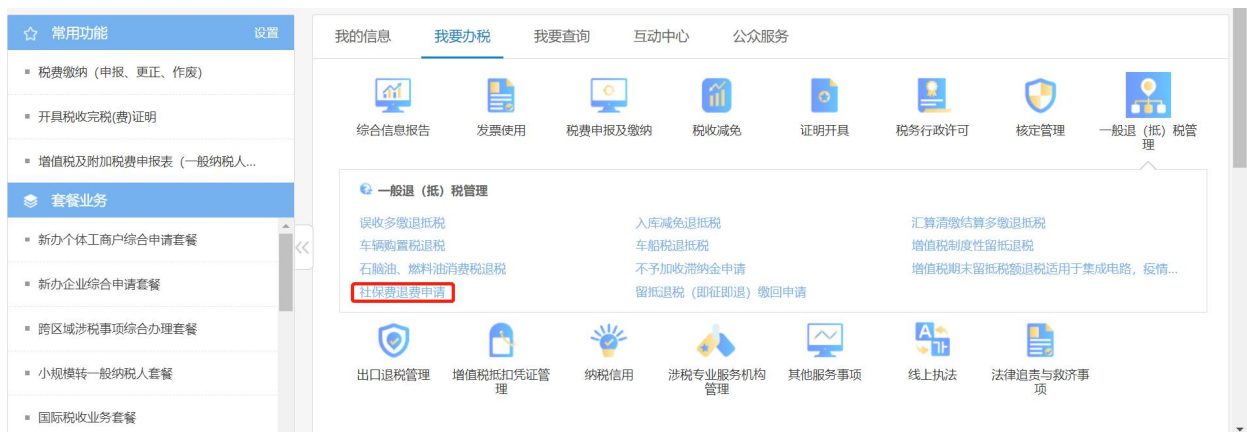 常用功能 设置
税费缴纳（申报、更正、作废）
开具税收完税(费)证明
增值税及附加税费申报表（一般纳税人...
套餐业务
新办个体工商户综合申请套餐
新办企业综合申请套餐
跨区域涉税事项综合办理套餐
小规模转一般纳税人套餐
国际税收业务套餐
我的信息 我要办税 我要查询 互动中心 公众服务
综合信息报告 发票使用 税费申报及缴纳 税收减免 证明开具 税务行政许可 核定管理 一般退（抵）税管
理
一般退（抵）税管理
误收多缴退抵税 入库减免退抵税 汇算清缴结算多缴退抵税
车辆购置税退税 车船税退抵税 增值税制度性留抵退税
石脑油、燃料油消费税退税 不予加收滞纳金申请 增值税期末留抵税额退税适用于集成电路，疫情...
社保费退费申请 留抵退税（即征即退）缴回申请
出口退税管理 增值税抵扣凭证管 纳税信用 涉税专业服务机构 其他服务事项 线上执法 法律追责与救济事
理 管理 项